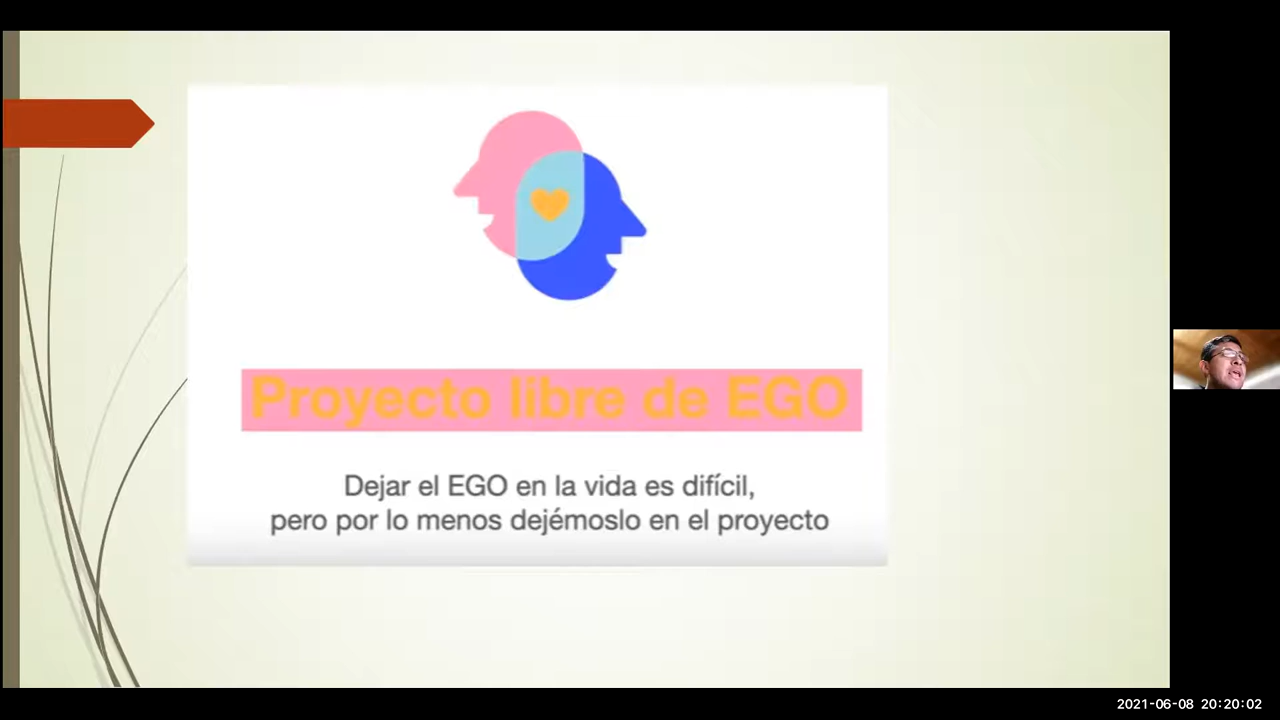 Proyecto libre de EGO
Dejar el EGO en la vida es difícil,
pero por lo menos dejémoslo en el proyecto
2021-06-08 20:20:02